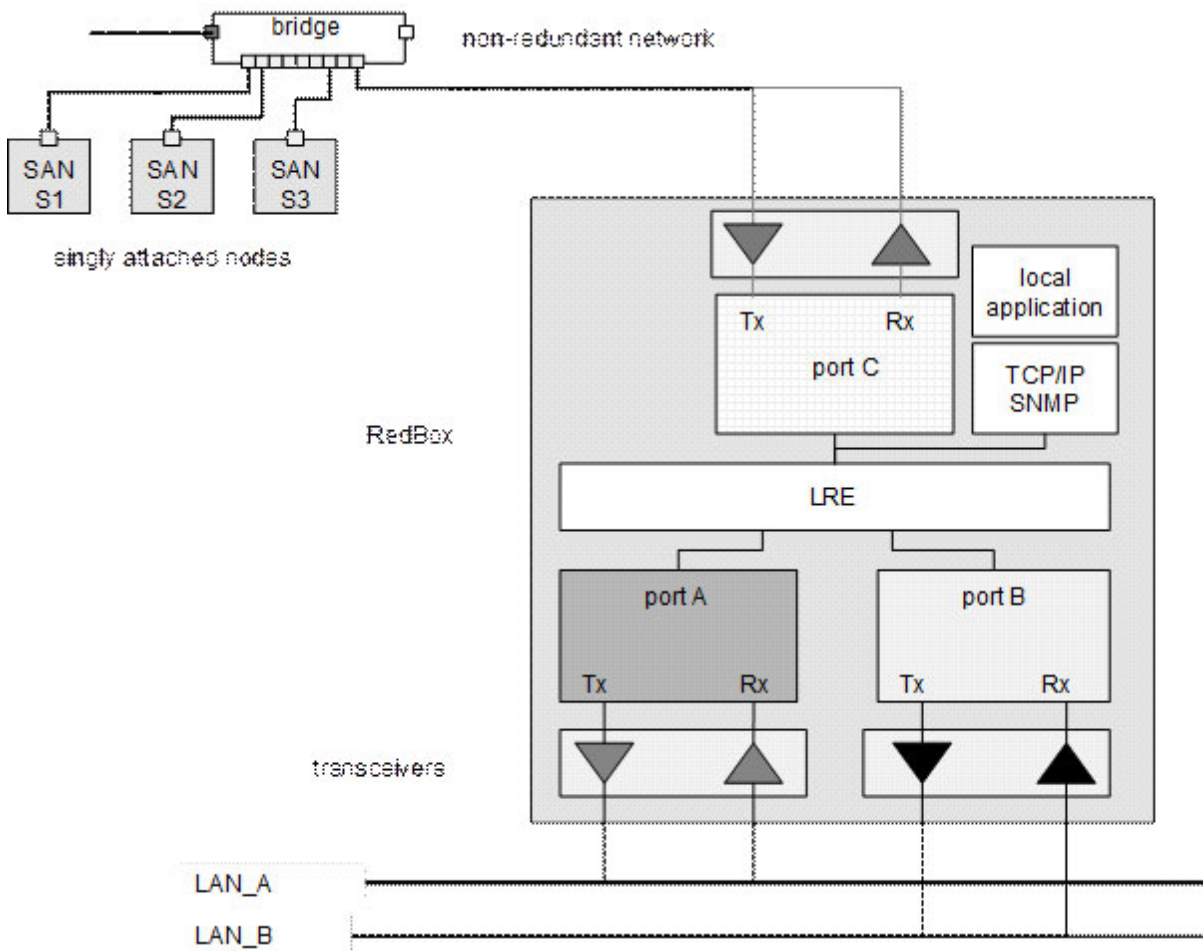 bridge
non-redundant network
SAN
S1
SAN
S2
SAN
S3
singly attached nodes
local
application
Tx
Rx
port C
TCP/IP
SNMP
RedBox
LRE
port A
port B
Tx
Rx
Tx
Rx
transceivers
LAN_A
LAN_B